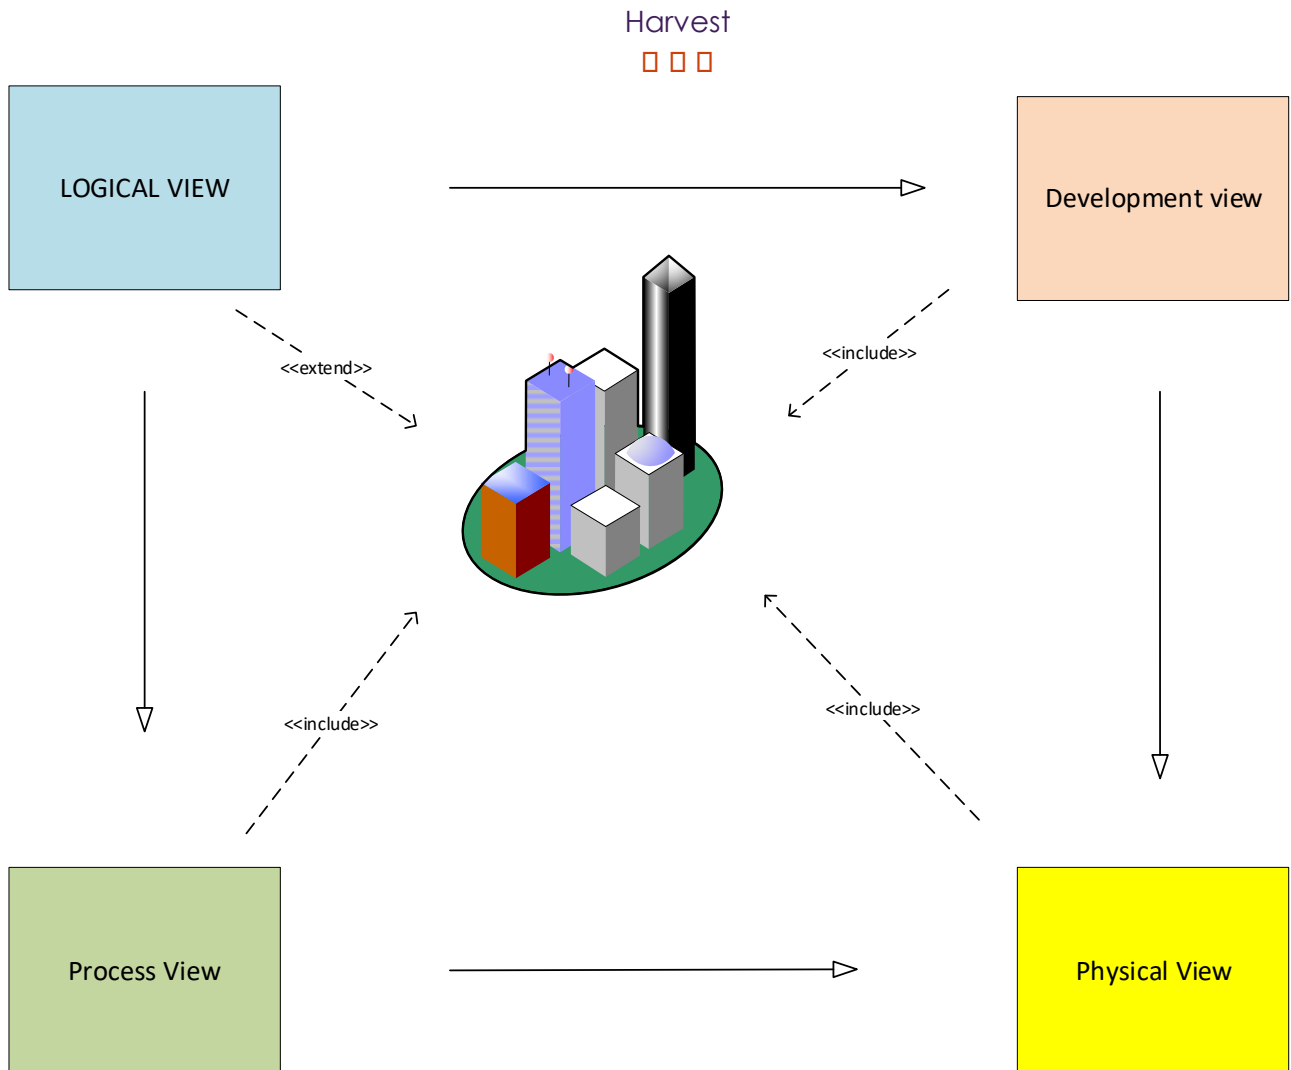 Harvest
LOGICAL VIEW
Development view
<<extend>>
<<include>>
<<include>>
<<include>>
Process View
Physical View